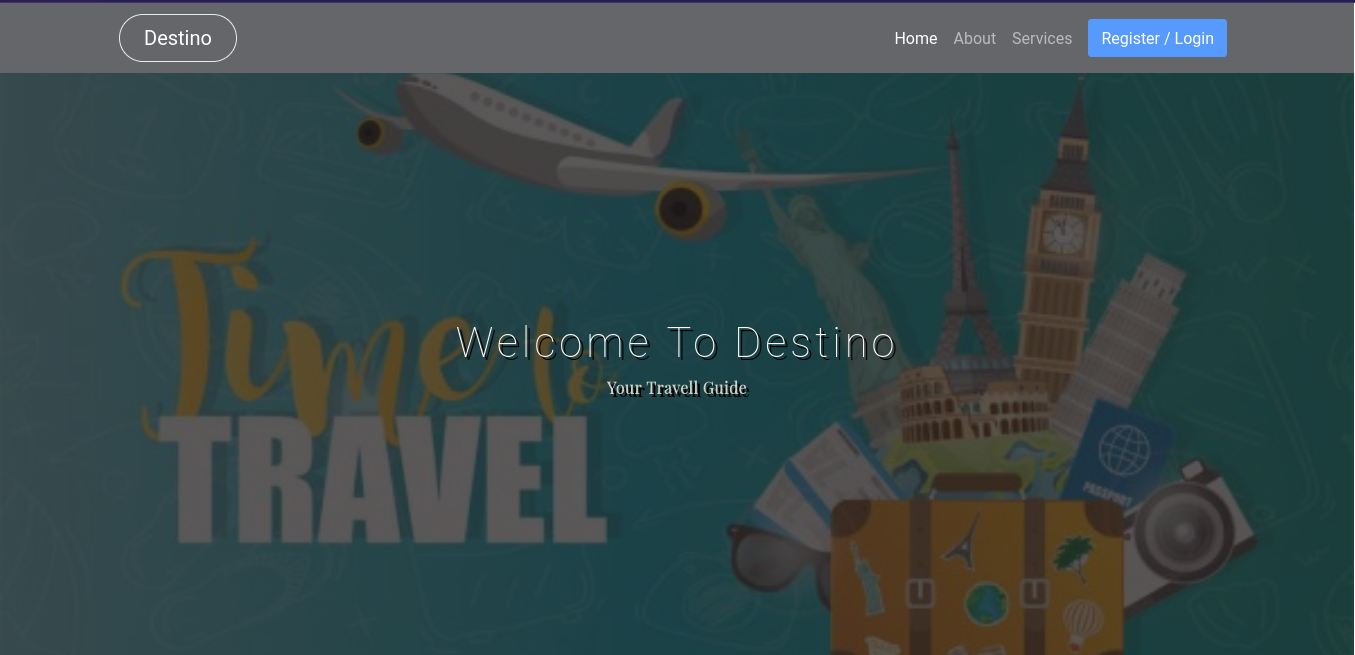 Destino
Home About Services Register / Login
Time to
TRAVEL
Welcome To Destino
Your Travell Guide
PASSPORT